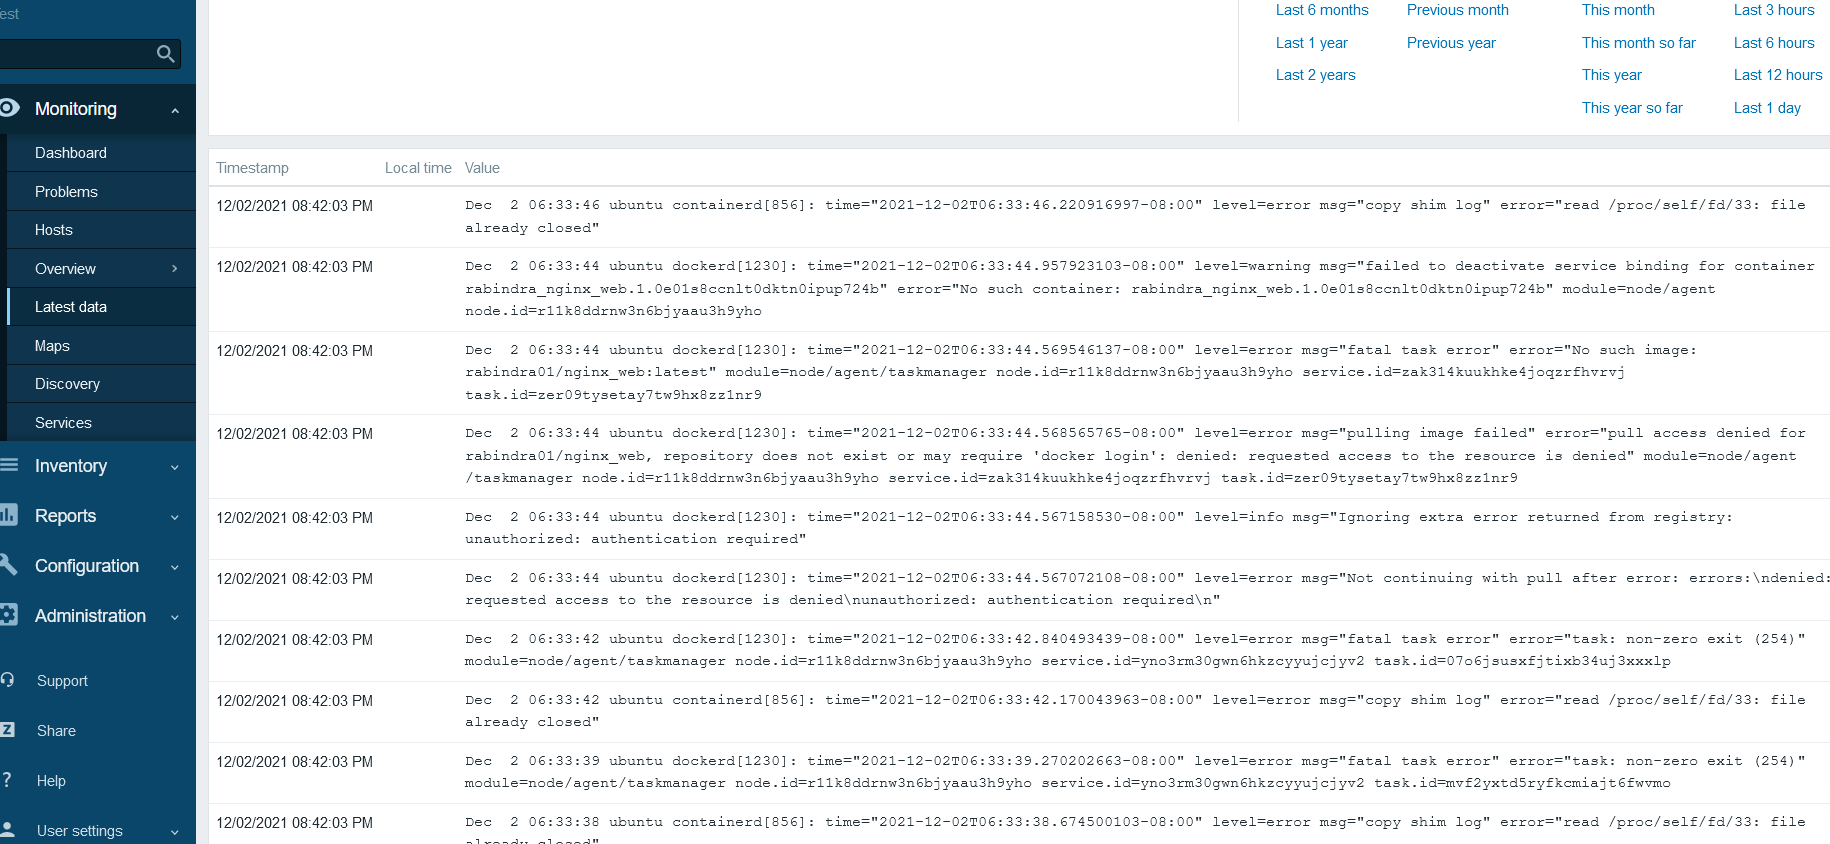 est
Monitoring
Dashboard
Problems
Hosts
Overview
Latest data
Maps
Discovery
Services
Inventory
Reports
Configuration
Administration
Support
Share
Help
User settings
Last 6 months Previous month This month Last 3 hours
Last 1 year Previous year This month so far Last 6 hours
Last 2 years This year Last 12 hours
This year so far Last 1 day
Timestamp Local time Value
12/02/2021 08:42:03 PM Dec  2 06:33:46 ubuntu containerd[856]: time="2021-12-02T06:33:46.220916997-08:00" level=error msg="copy shim log" error="read /proc/self/fd/33: file
already closed"
12/02/2021 08:42:03 PM Dec  2 06:33:44 ubuntu dockerd[1230]: time="2021-12-02T06:33:44.957923103-08:00" level=warning msg="failed to deactivate service binding for container
rabindra_nginx_web.1.0e01s8ccnlt0dktn0ipup724b" error="No such container: rabindra_nginx_web.1.0e01s8ccnlt0dktn0ipup724b" module=node/agent
node.id=r11k8ddrnw3n6bjyaau3h9yho
12/02/2021 08:42:03 PM Dec  2 06:33:44 ubuntu dockerd[1230]: time="2021-12-02T06:33:44.569546137-08:00" level=error msg="fatal task error" error="No such image:
rabindra01/nginx_web:latest" module=node/agent/taskmanager node.id=r11k8ddrnw3n6bjyaau3h9yho service.id=zak314kuukhke4joqzrfhvrvj
task.id=zer09tysetay7tw9hx8zz1nr9
12/02/2021 08:42:03 PM Dec  2 06:33:44 ubuntu dockerd[1230]: time="2021-12-02T06:33:44.568565765-08:00" level=error msg="pulling image failed" error="pull access denied for
rabindra01/nginx_web, repository does not exist or may require 'docker login': denied: requested access to the resource is denied" module=node/agent
/taskmanager node.id=r11k8ddrnw3n6bjyaau3h9yho service.id=zak314kuukhke4joqzrfhvrvj task.id=zer09tysetay7tw9hx8zz1nr9
12/02/2021 08:42:03 PM Dec  2 06:33:44 ubuntu dockerd[1230]: time="2021-12-02T06:33:44.567158530-08:00" level=info msg="Ignoring extra error returned from registry:
unauthorized: authentication required"
12/02/2021 08:42:03 PM Dec  2 06:33:44 ubuntu dockerd[1230]: time="2021-12-02T06:33:44.567072108-08:00" level=error msg="Not continuing with pull after error: errors:\ndenied:
requested access to the resource is denied\nunauthorized: authentication required\n"
12/02/2021 08:42:03 PM Dec  2 06:33:42 ubuntu dockerd[1230]: time="2021-12-02T06:33:42.840493439-08:00" level=error msg="fatal task error" error="task: non-zero exit (254)"
module=node/agent/taskmanager node.id=r11k8ddrnw3n6bjyaau3h9yho service.id=yno3rm30gwn6hkzcyyujcjyv2 task.id=07o6jsusxfjtixb34uj3xxxlp
12/02/2021 08:42:03 PM Dec  2 06:33:42 ubuntu containerd[856]: time="2021-12-02T06:33:42.170043963-08:00" level=error msg="copy shim log" error="read /proc/self/fd/33: file
already closed"
12/02/2021 08:42:03 PM Dec  2 06:33:39 ubuntu dockerd[1230]: time="2021-12-02T06:33:39.270202663-08:00" level=error msg="fatal task error" error="task: non-zero exit (254)"
module=node/agent/taskmanager node.id=r11k8ddrnw3n6bjyaau3h9yho service.id=yno3rm30gwn6hkzcyyujcjyv2 task.id=mvf2yxtd5ryfkcmiajt6fwvmo
12/02/2021 08:42:03 PM Dec  2 06:33:38 ubuntu containerd[856]: time="2021-12-02T06:33:38.674500103-08:00" level=error msg="copy shim log" error="read /proc/self/fd/33: file
already closed"